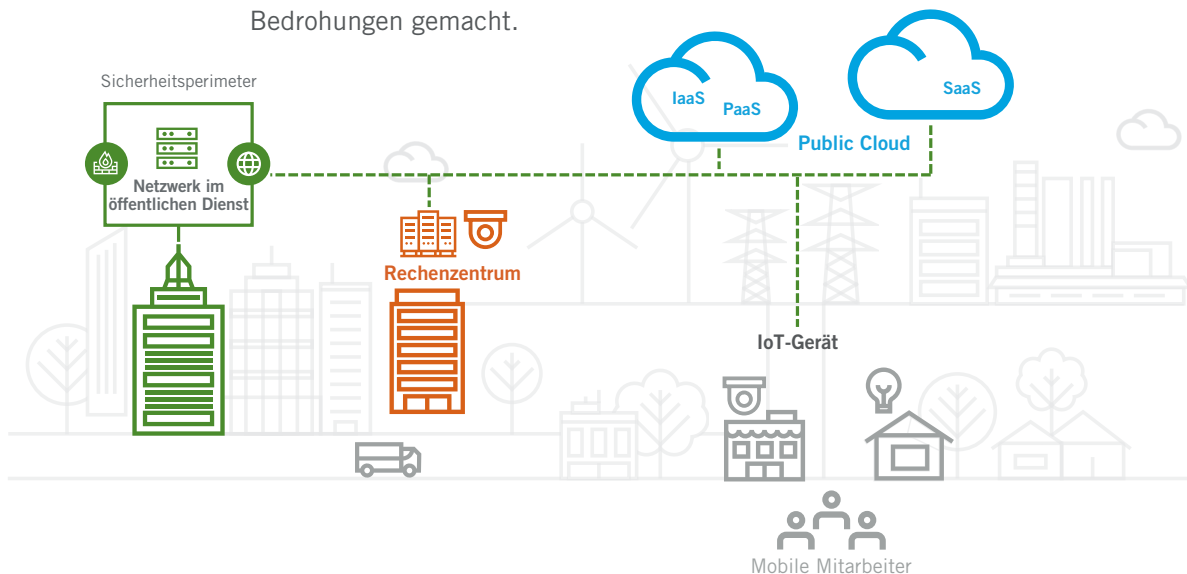 Bedrohungen gemacht.
Sicherheitsperimeter
IaaS
PaaS
SaaS
Public Cloud
Netzwerk im
öffentlichen Dienst
Rechenzentrum
IoT-Gerät
Mobile Mitarbeiter